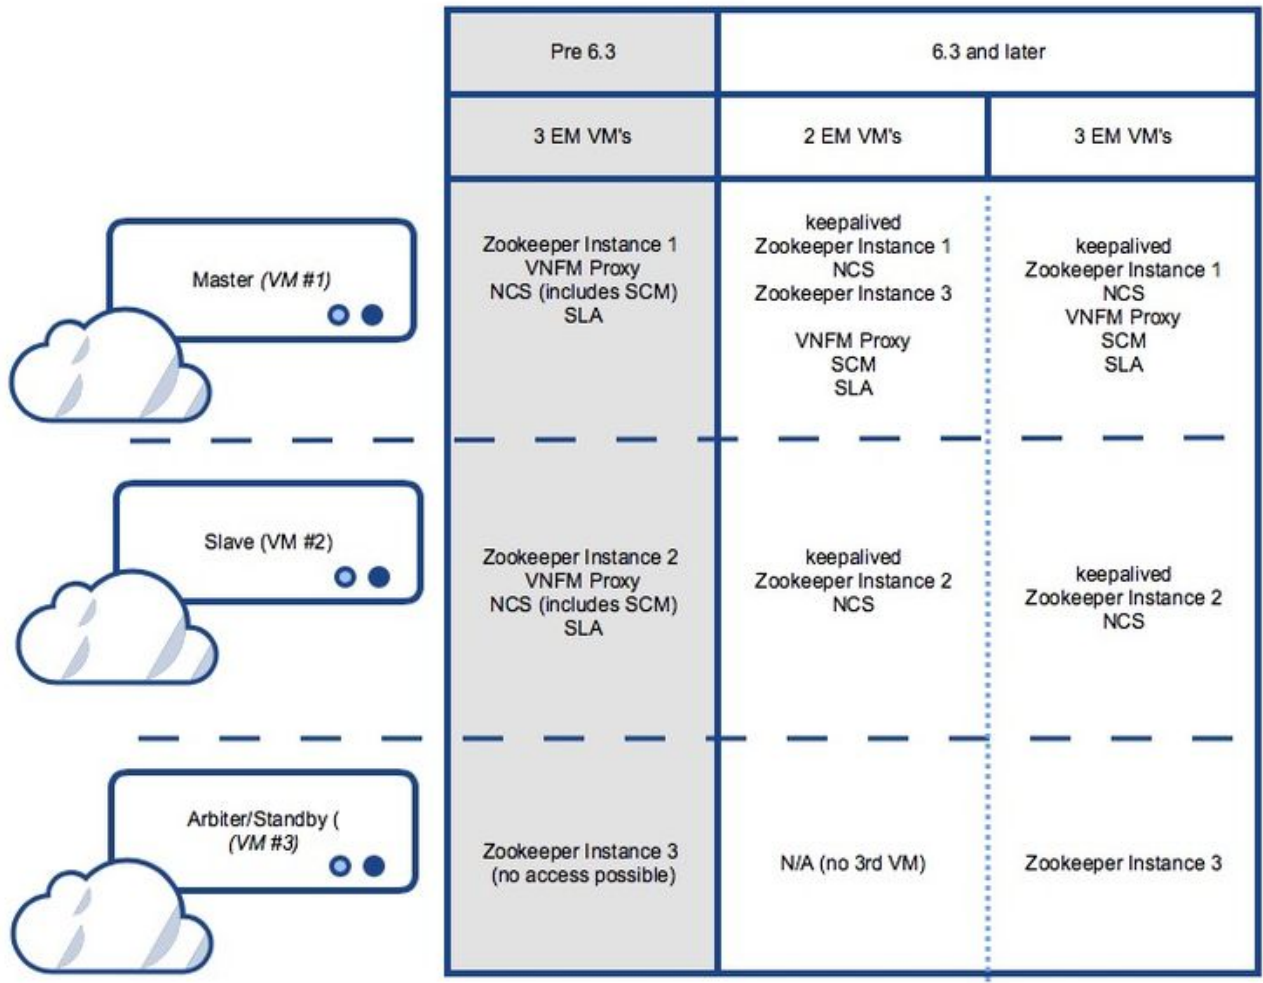 Pre 6.3
6.3 and later
3 EM VM's
2 EM VM's
3 EM VM's
Master (VM #1)
Zookeeper Instance 1
VNFM Proxy
NCS (includes SCM)
SLA
keepalived
Zookeeper Instance 1
NCS
Zookeeper Instance 3
VNFM Proxy
SCM
SLA
keepalived
Zookeeper Instance 1
NCS
VNFM Proxy
SCM
SLA
Slave (VM #2)
Zookeeper Instance 2
VNFM Proxy
NCS (includes SCM)
SLA
keepalived
Zookeeper Instance 2
NCS
keepalived
Zookeeper Instance 2
NCS
Arbiter/Standby (
(VM #3)
Zookeeper Instance 3
(no access possible)
N/A (no 3rd VM)
Zookeeper Instance 3